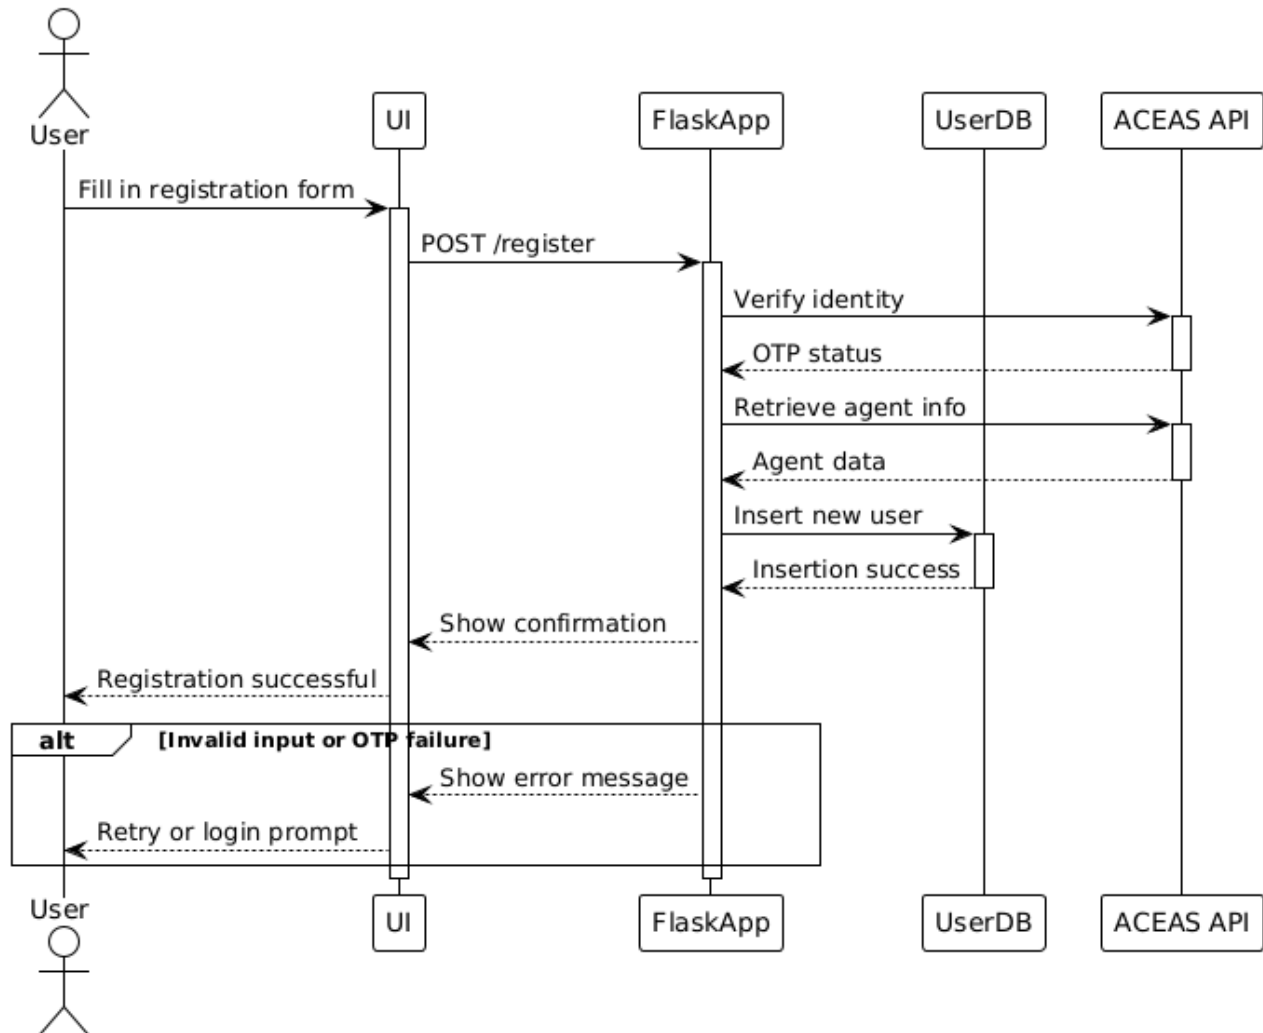 User
UI
FlaskApp
UserDB
ACEAS API
Fill in registration form
POST /register
Verify identity
OTP status
Retrieve agent info
Agent data
Insert new user
Insertion success
Show confirmation
Registration successful
alt
[Invalid input or OTP failure]
Show error message
Retry or login prompt
User
UI
FlaskApp
UserDB
ACEAS API